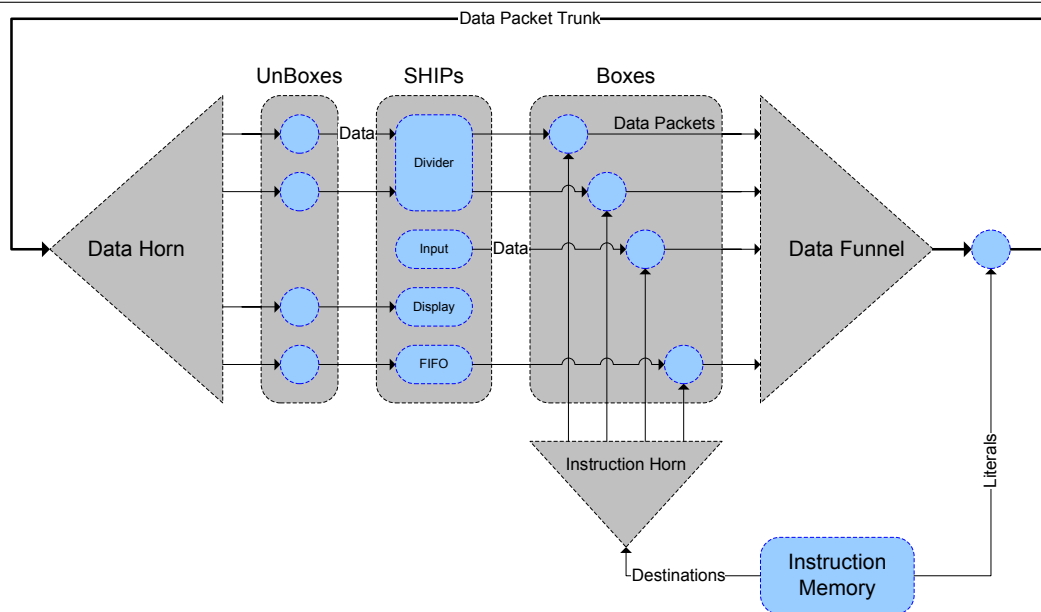 Data Packet Trunk
UnBoxes
SHIPs
Boxes
Data
Divider
Data Packets
Data Horn
Input
Data
Data Funnel
Display
FIFO
Instruction Horn
Literals
Destinations
Instruction
Memory